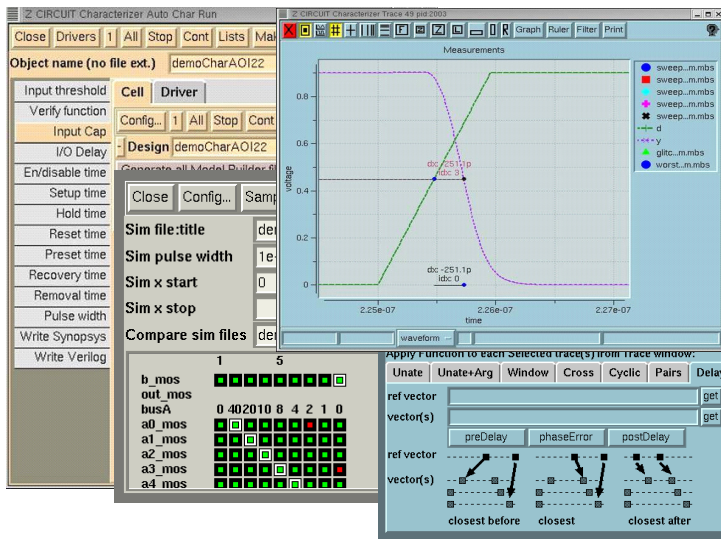 Z CIRCUIT Characterizer Auto Char Run
Close Drivers 1 All Stop Cont Lists
Object name (no file ext.) demoCharAOI22
Input threshold
Verify function
Input Cap
I/O Delay
En/disable time
Setup time
Hold time
Reset time
Preset time
Recovery time
Removal time
Pulse width
Write Synopsys
Write Verilog
Cell Driver
Config... 1 All Stop Cont
Design demoCharAOI22
Close Config...
Sim file:title
Sim pulse width
Sim x start 0
Sim x stop
Compare sim files
1 5
b_mos
out_mos
busA 0 40 20 10 8 4 2 1 0
a0_mos
a1_mos
a2_mos
a3_mos
a4_mos
Z CIRCUIT Characterizer Trace 49 pid 2003
Graph Ruler Filter Print
Measurements
voltage
0.8
0.6
0.4
0.2
0
dx: -251.1p
idx: 3
dx: -251.1p
idx: 0
2.25e-07 2.26e-07 2.27e-07
time
sweep...m.mbs
sweep...m.mbs
sweep...m.mbs
sweep...m.mbs
sweep...m.mbs
d
y
glitc...m.mbs
worst...m.mbs
waveform
Apply Function to each Selected trace(s) from Trace window:
Unate Unate+Arg Window Cross Cyclic Pairs Delay
ref vector get
vector(s) get
preDelay phaseError postDelay
ref vector
vector(s)
closest before closest closest after